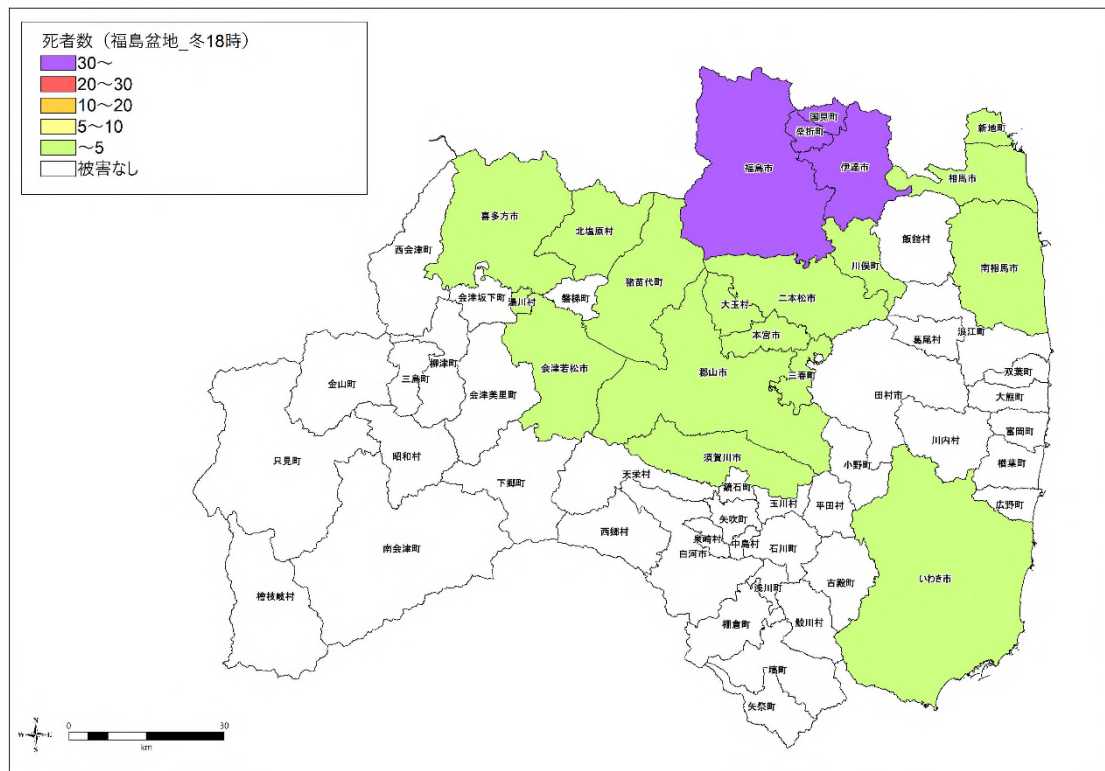 死者数（福島盆地_冬18時）
30～
20～30
10～20
5～10
～5
被害なし
国見町
桑折町
新地町
福島市
伊達市
相馬市
喜多方市
北塩原村
飯舘村
西会津町
川俣町
南相馬市
猪苗代町
会津坂下町
湯川村
磐梯町
大玉村
二本松市
浪江町
葛尾村
本宮市
柳津町
会津若松市
郡山市
三春町
双葉町
金山町
三島町
会津美里町
田村市
大熊町
川内村
富岡町
只見町
昭和村
須賀川市
小野町
楢葉町
下郷町
天栄村
鏡石町
玉川村
平田村
広野町
西郷村
矢吹町
泉崎村
中島村
白河市
石川町
南会津町
いわき市
古殿町
浅川町
檜枝岐村
棚倉町
鮫川村
塙町
矢祭町
N
W
E
S
0
30
km